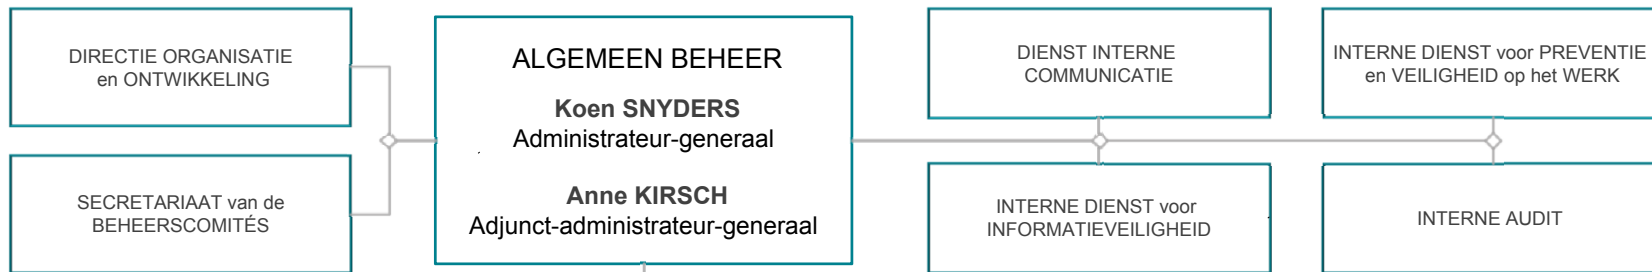 DIRECTIE ORGANISATIE
en ONTWIKKELING
SECRETARIAAT van de
BEHEERSCOMITÉS
ALGEMEEN BEHEER
Koen SNYDERS
Administrateur-generaal
Anne KIRSCH
Adjunct-administrateur-generaal
DIENST INTERNE
COMMUNICATIE
INTERNE DIENST voor PREVENTIE
en VEILIGHEID op het WERK
INTERNE DIENST voor
INFORMATIEVEILIGHEID
INTERNE AUDIT